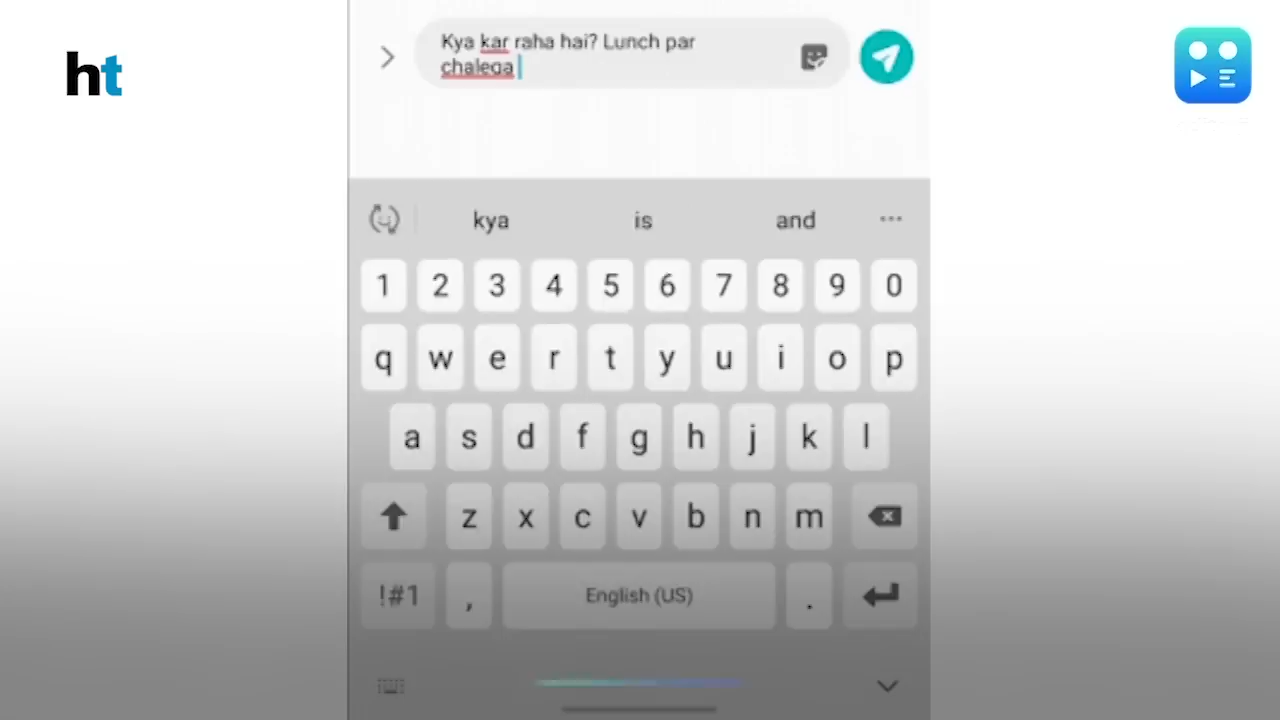 ht
Kya kar raha hai? Lunch par
chalega
kya is and
1 2 3 4 5 6 7 8 9 0
q w e r t y u i o p
a s d f g h j k l
z x c v b n m
!#1 , English (US) .